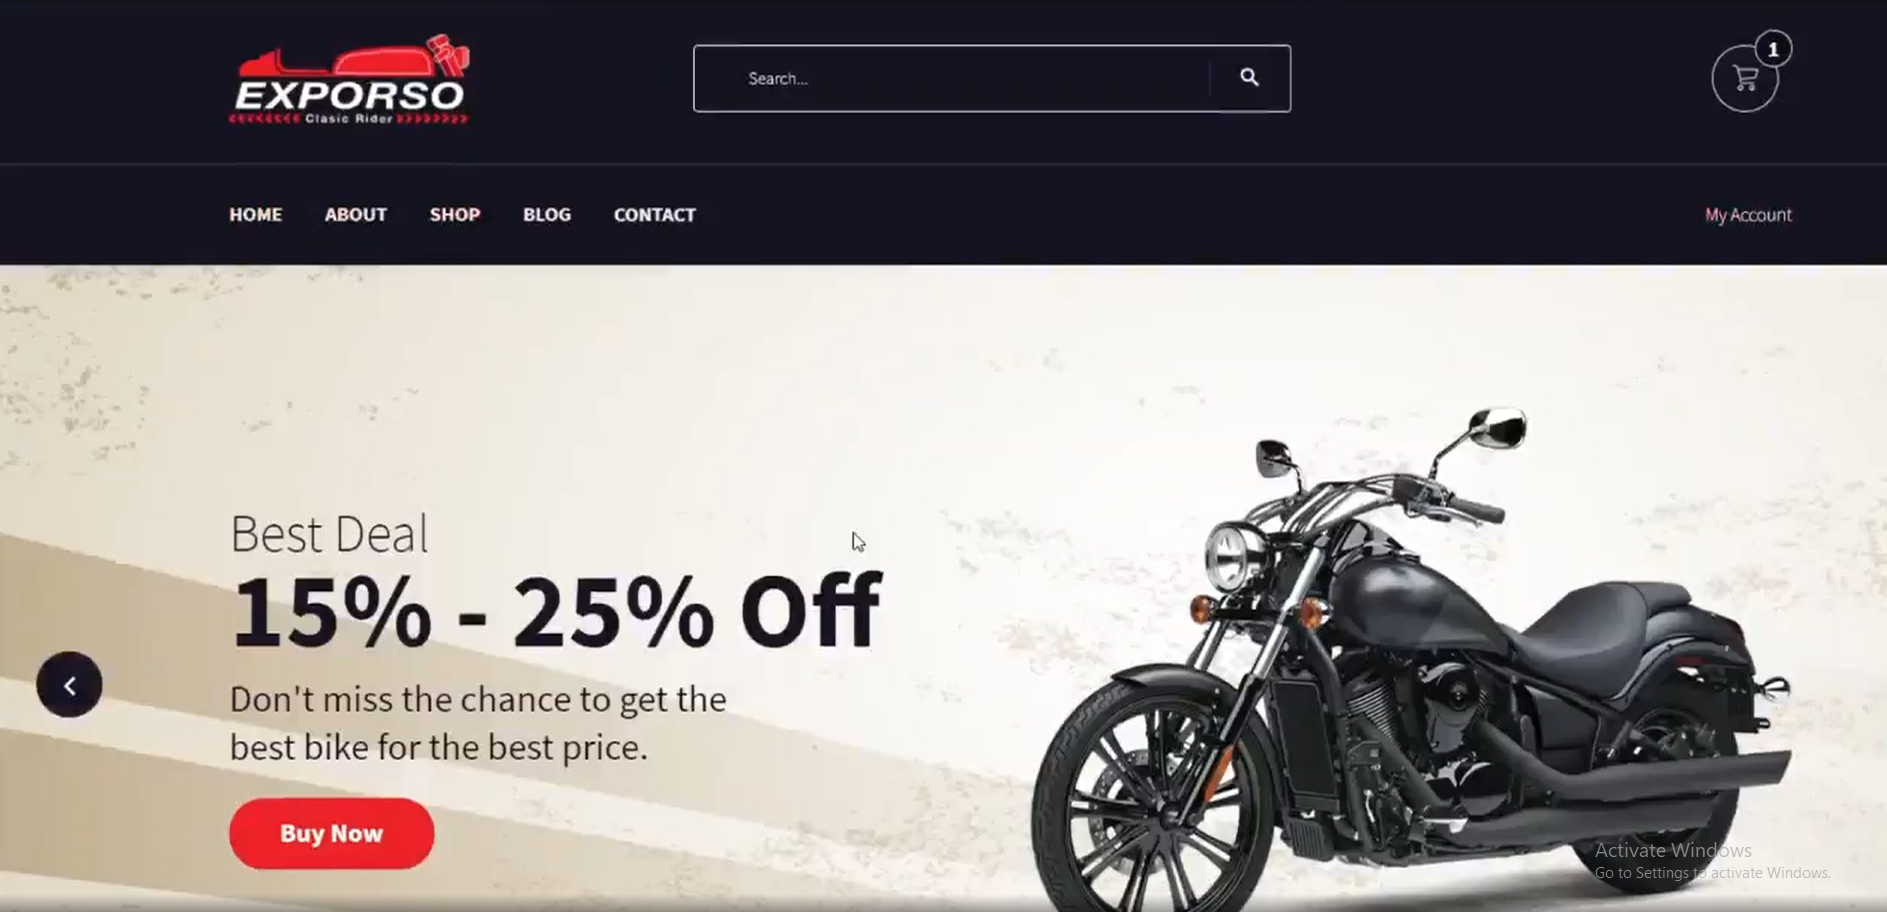 EXPORSO
Clasic Rider
Search...
1
HOME ABOUT SHOP BLOG CONTACT
My Account
Best Deal
15% - 25% Off
Don't miss the chance to get the
best bike for the best price.
Buy Now
Activate Windows
Go to Settings to activate Windows.